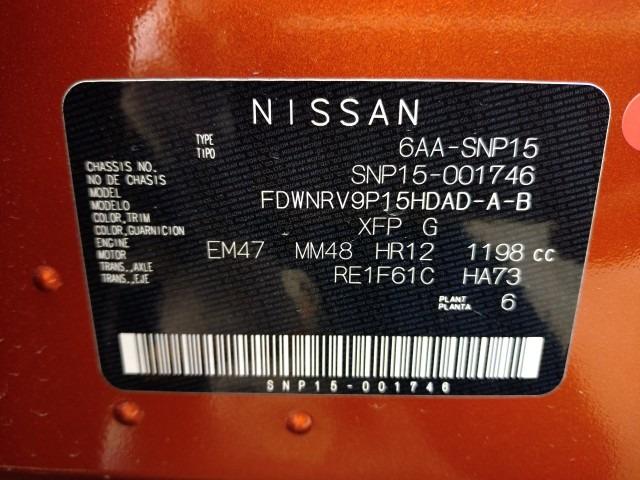 NISSAN
TYPE
TIPO 6AA-SNP15
CHASSIS NO.
NO DE CHASIS SNP15-001746
MODEL
MODELO FDWNRV9P15HDAD-A-B
COLOR,TRIM
COLOR,GUARNICION XFP G
ENGINE
MOTOR EM47 MM48 HR12 1198 cc
TRANS.,AXLE
TRANS.,EJE RE1F61C HA73
PLANT
PLANTA 6
SNP15-001746